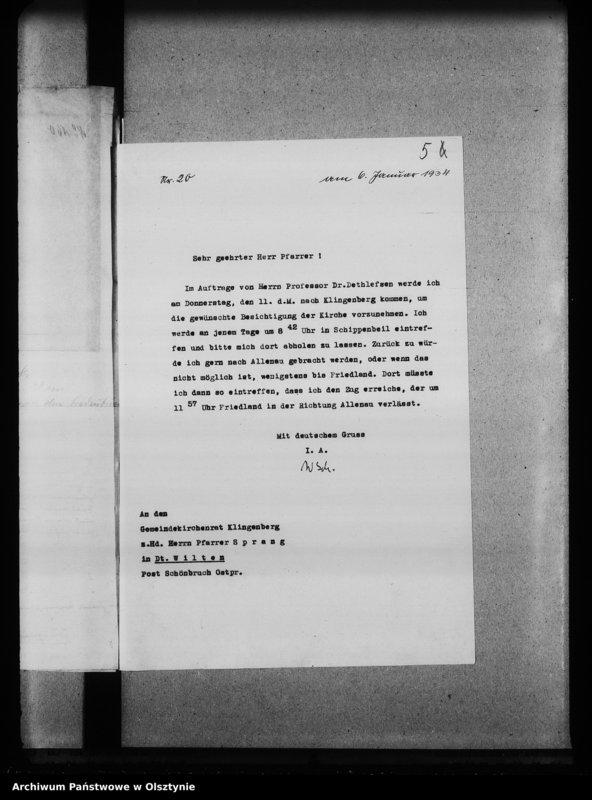 5
Nr. 20
vom 6. Januar 1934
Sehr geehrter Herr Pfarrer !
Im Auftrage von Herrn Professor Dr.Dethlefsen werde ich
am Donnerstag, den 11. d.M. nach Klingenberg kommen, um
die gewünschte Besichtigung der Kirche vorzunehmen. Ich
werde an jenem Tage um 8 42 Uhr in Schippenbeil eintref-
fen und bitte mich dort abholen zu lassen. Zurück zu wür-
de ich gern nach Allenau gebracht werden, oder wenn das
nicht möglich ist, wenigstens bis Friedland. Dort müsste
ich dann so eintreffen, dass ich den Zug erreiche, der um
11 57 Uhr Friedland in der Richtung Allenau verlässt.
Mit deutschem Gruss
I. A.
An den
Gemeindekirchenrat Klingenberg
z.Hd. Herrn Pfarrer S p r a n g
in Dt. W i l t e n
Post Schönbruch Ostpr.
Archiwum Państwowe w Olsztynie